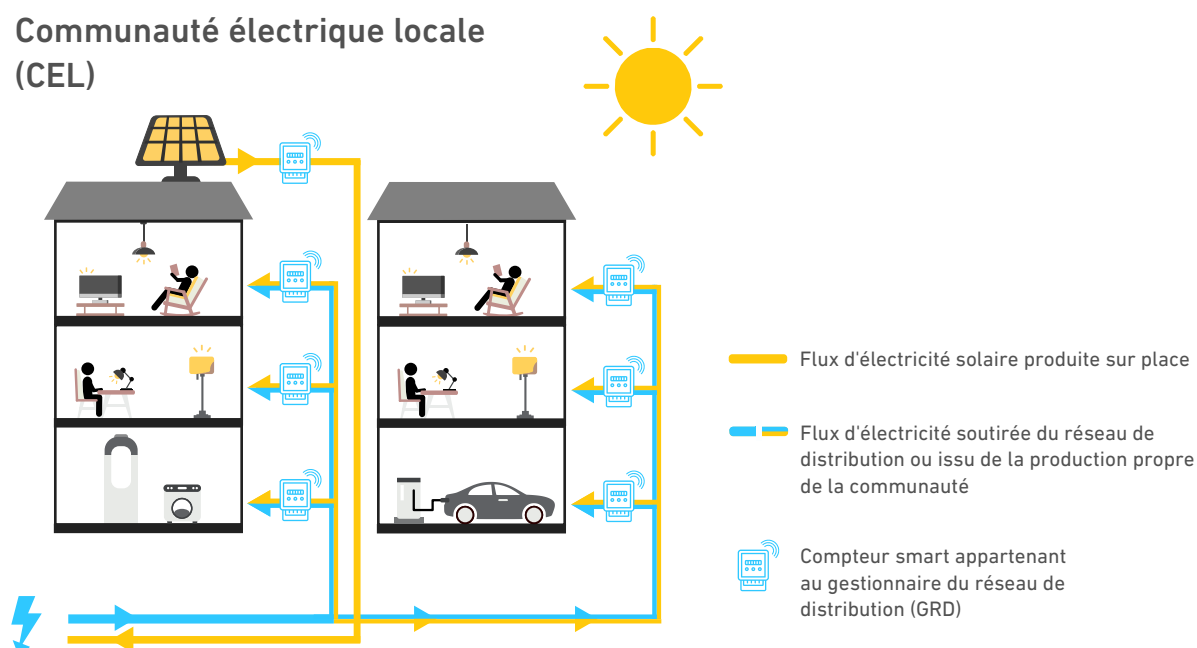 Communauté électrique locale
(CEL)
Flux d'électricité solaire produite sur place
Flux d'électricité soutirée du réseau de
distribution ou issu de la production propre
de la communauté
Compteur smart appartenant
au gestionnaire du réseau de
distribution (GRD)